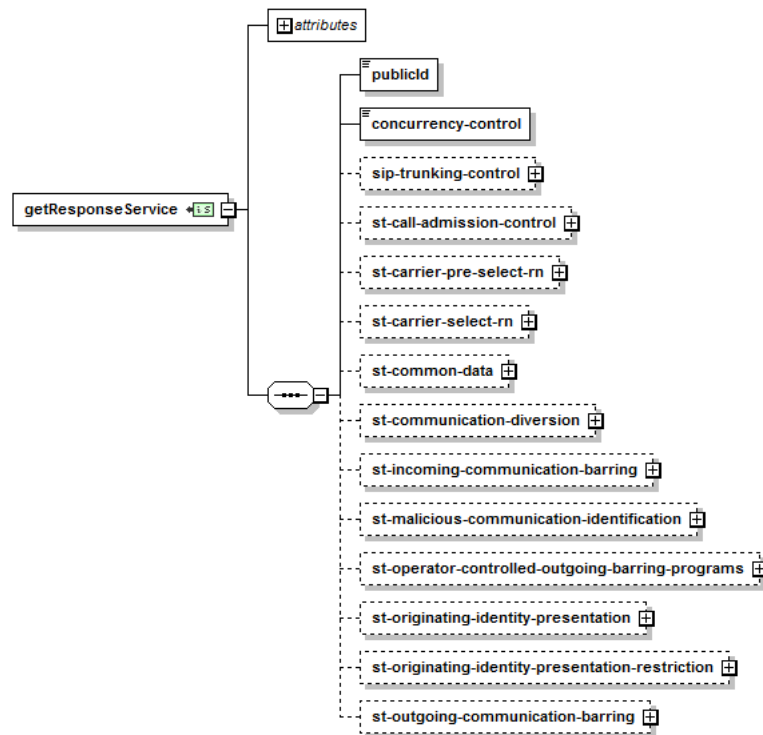 attributes
publicId
concurrency-control
sip-trunking-control
getResponseService
st-call-admission-control
st-carrier-pre-select-rn
st-carrier-select-rn
st-common-data
st-communication-diversion
st-incoming-communication-barring
st-malicious-communication-identification
st-operator-controlled-outgoing-barring-programs
st-originating-identity-presentation
st-originating-identity-presentation-restriction
st-outgoing-communication-barring